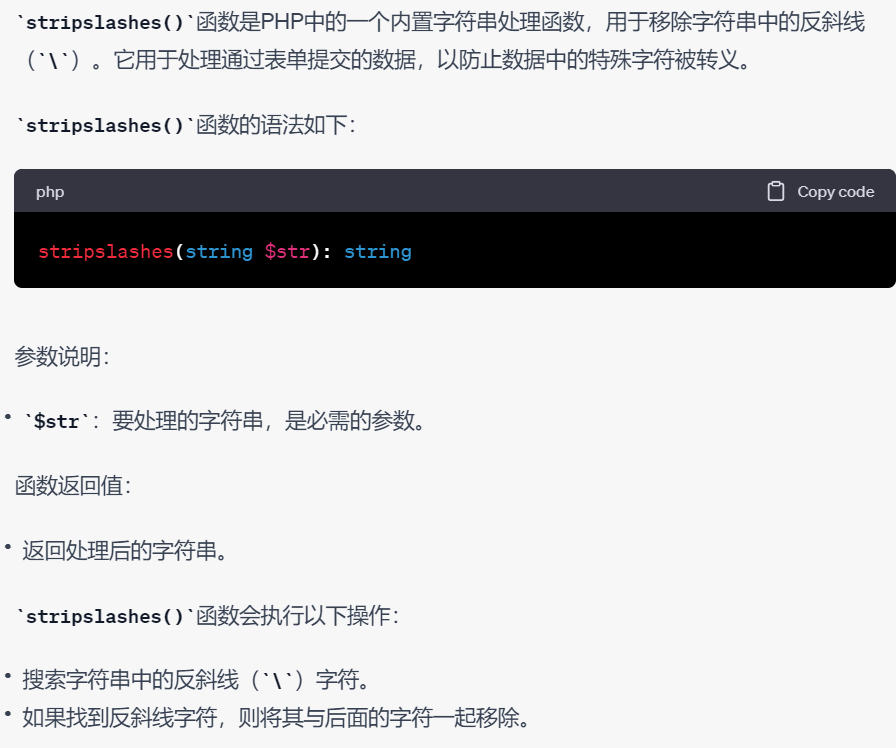 `stripslashes()`函数是PHP中的一个内置字符串处理函数，用于移除字符串中的反斜线
（`\`）。它用于处理通过表单提交的数据，以防止数据中的特殊字符被转义。
`stripslashes()`函数的语法如下：
php Copy code
stripslashes(string $str): string
参数说明：
• `$str`：要处理的字符串，是必需的参数。
函数返回值：
• 返回处理后的字符串。
`stripslashes()`函数会执行以下操作：
• 搜索字符串中的反斜线（`\`）字符。
• 如果找到反斜线字符，则将其与后面的字符一起移除。